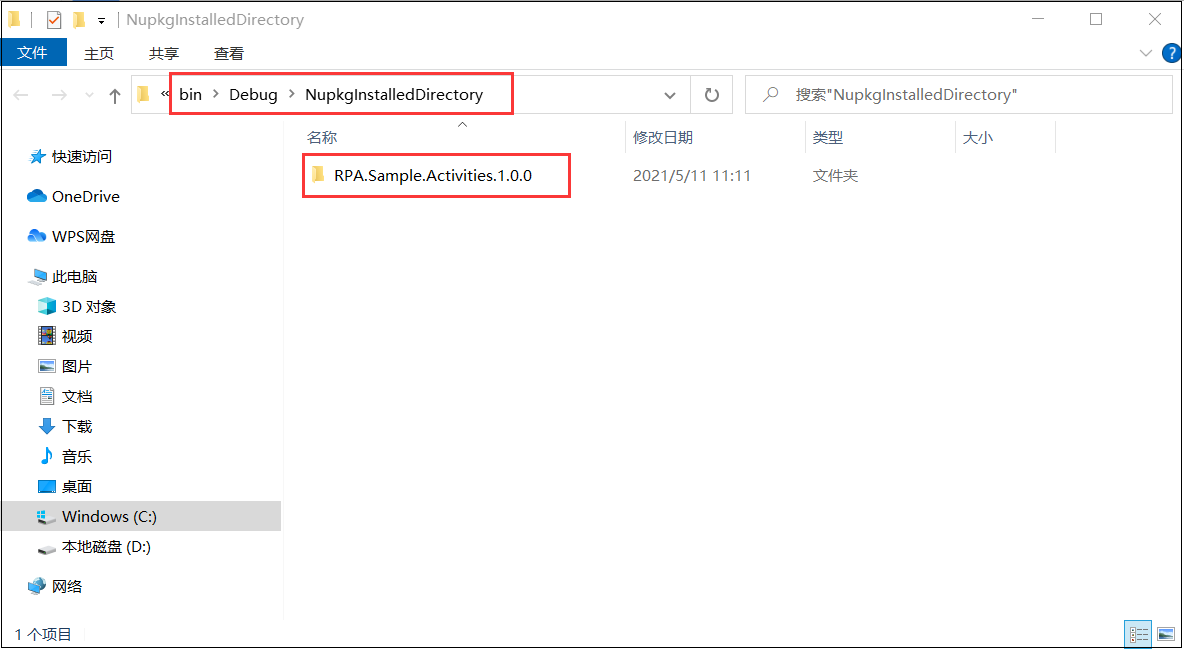 NupkgInstalledDirectory
文件 主页 共享 查看
« bin > Debug > NupkgInstalledDirectory
搜索"NupkgInstalledDirectory"
名称 修改日期 类型 大小
RPA.Sample.Activities.1.0.0 2021/5/11 11:11 文件夹
快速访问
OneDrive
WPS网盘
此电脑
3D 对象
视频
图片
文档
下载
音乐
桌面
Windows (C:)
本地磁盘 (D:)
网络
1 个项目